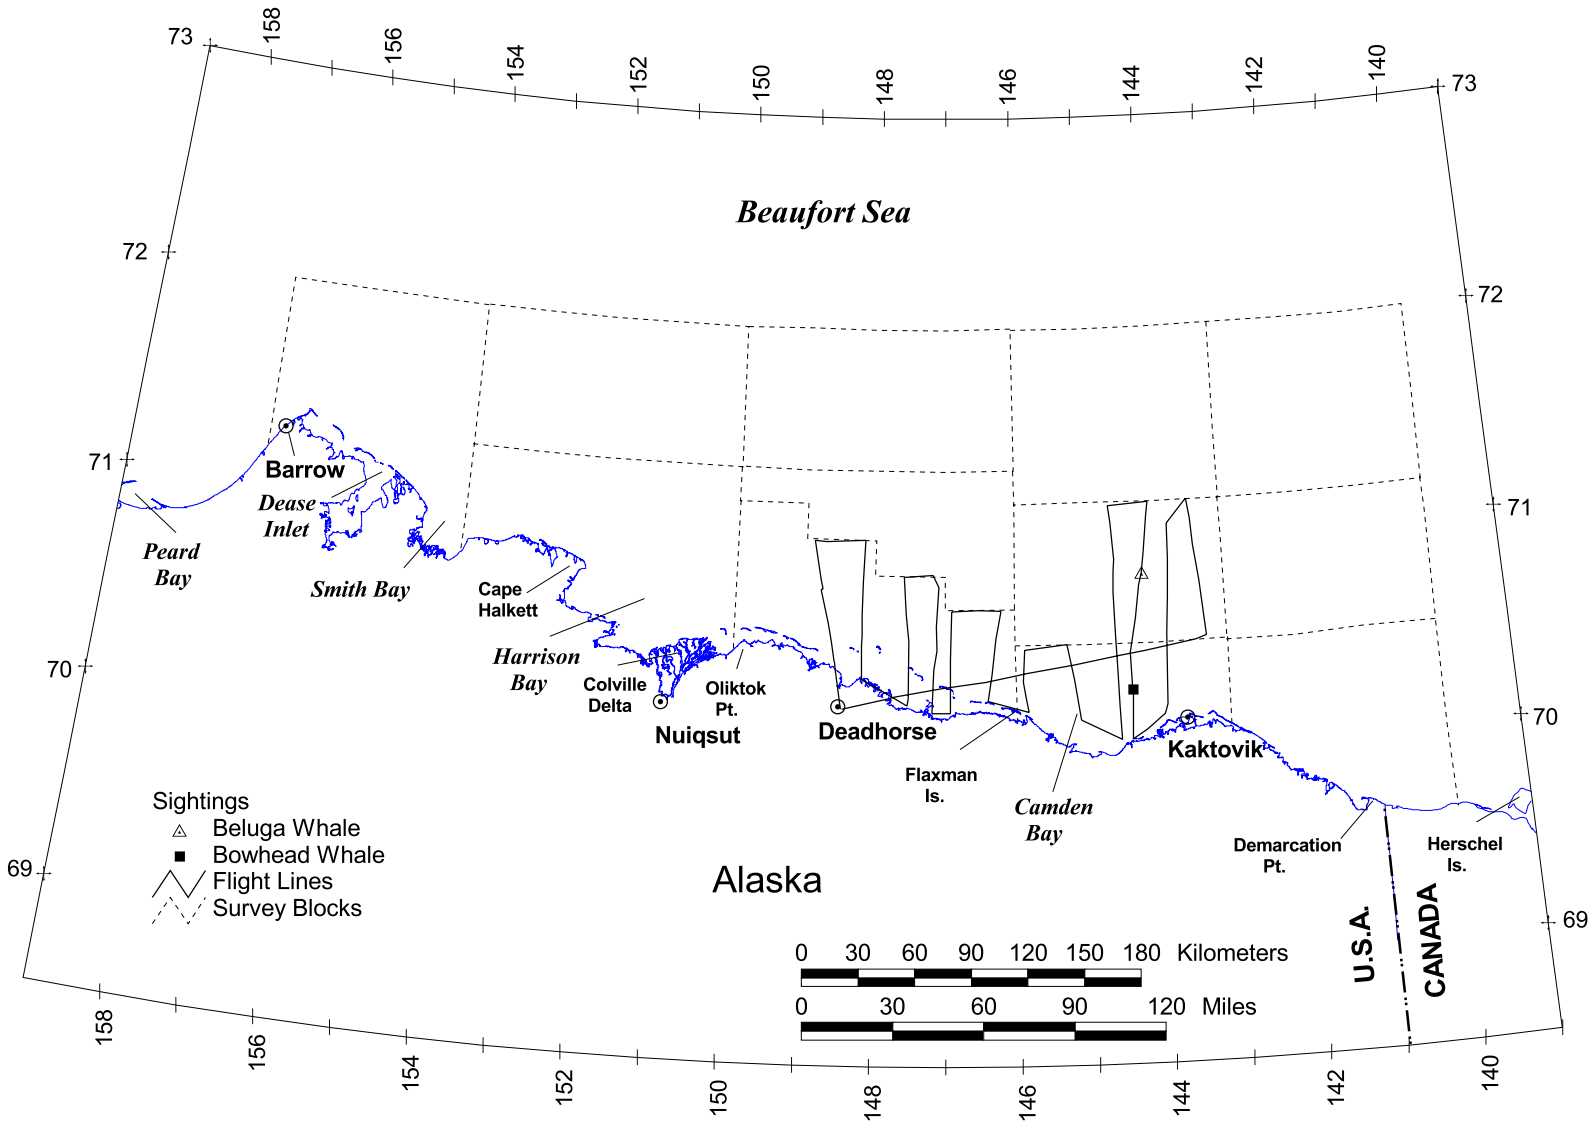 158
156
154
152
150
148
146
144
142
140
73
73
Beaufort Sea
72
72
71
71
Barrow
Dease
Inlet
Peard
Bay
Smith Bay
Cape
Halkett
Harrison
Bay
Colville
Delta
Oliktok
Pt.
70
70
Nuiqsut
Deadhorse
Kaktovik
Flaxman
Is.
Camden
Bay
Demarcation
Pt.
Herschel
Is.
Sightings
Beluga Whale
Bowhead Whale
Flight Lines
Survey Blocks
69
69
Alaska
U.S.A.
CANADA
0 30 60 90 120 150 180 Kilometers
0 30 60 90 120 Miles
158
156
154
152
150
148
146
144
142
140